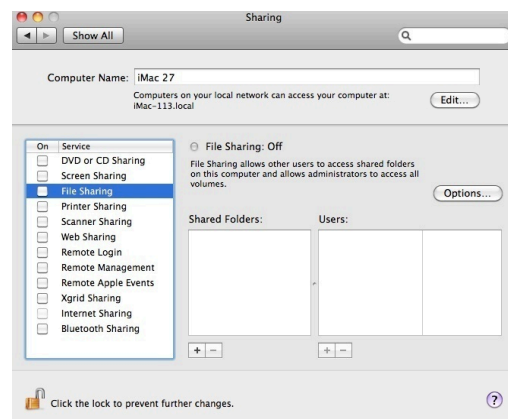 Sharing
Show All
Computer Name: iMac 27
Computers on your local network can access your computer at:
iMac-113.local
Edit...
On Service
DVD or CD Sharing
Screen Sharing
File Sharing
Printer Sharing
Scanner Sharing
Web Sharing
Remote Login
Remote Management
Remote Apple Events
Xgrid Sharing
Internet Sharing
Bluetooth Sharing
File Sharing: Off
File Sharing allows other users to access shared folders
on this computer and allows administrators to access all
volumes.
Options...
Shared Folders:
Users:
+ −
+ −
Click the lock to prevent further changes.
?